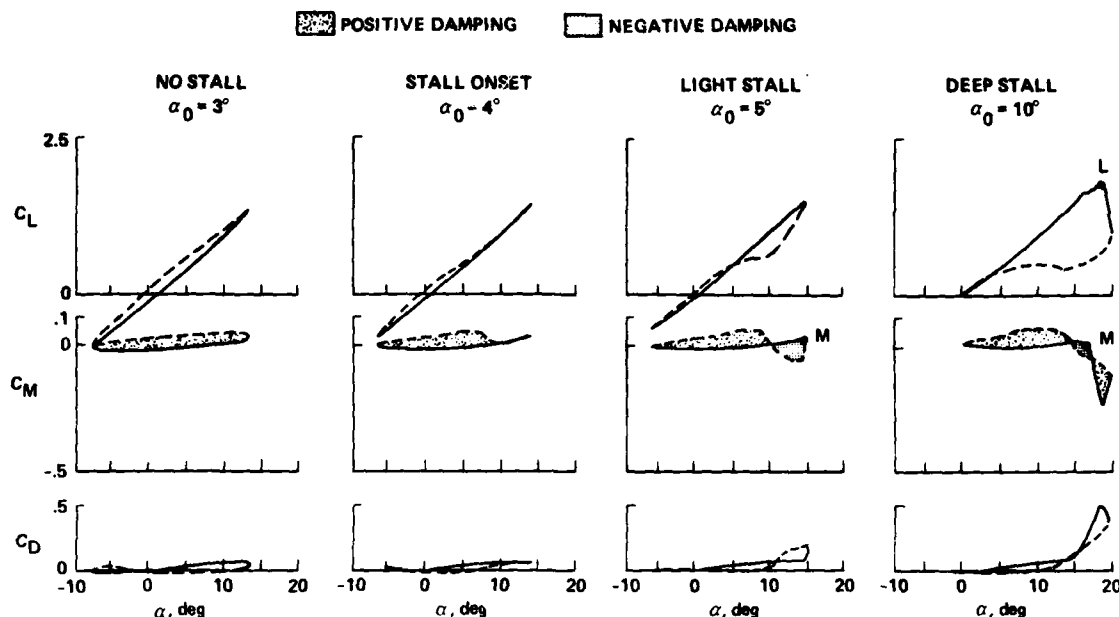 POSITIVE DAMPING NEGATIVE DAMPING
NO STALL STALL ONSET LIGHT STALL DEEP STALL
α0 = 3° α0 – 4° α0 = 5° α0 = 10°
2.5
L
CL
0
.1
0 M M
CM
-.5
.5
CD
0
-10 0 10 20 -10 0 10 20 -10 0 10 20 -10 0 10 20
α, deg α, deg α, deg α, deg